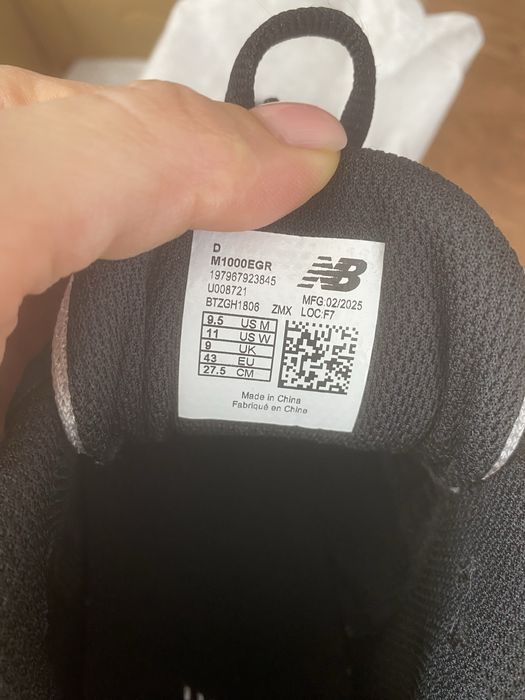 D
M1000EGR
197967923845
U008721
BTZGH1806 ZMX
NB
MFG:02/2025
LOC:F7
9.5 US M
11 US W
9 UK
43 EU
27.5 CM
Made in China
Fabriqué en Chine